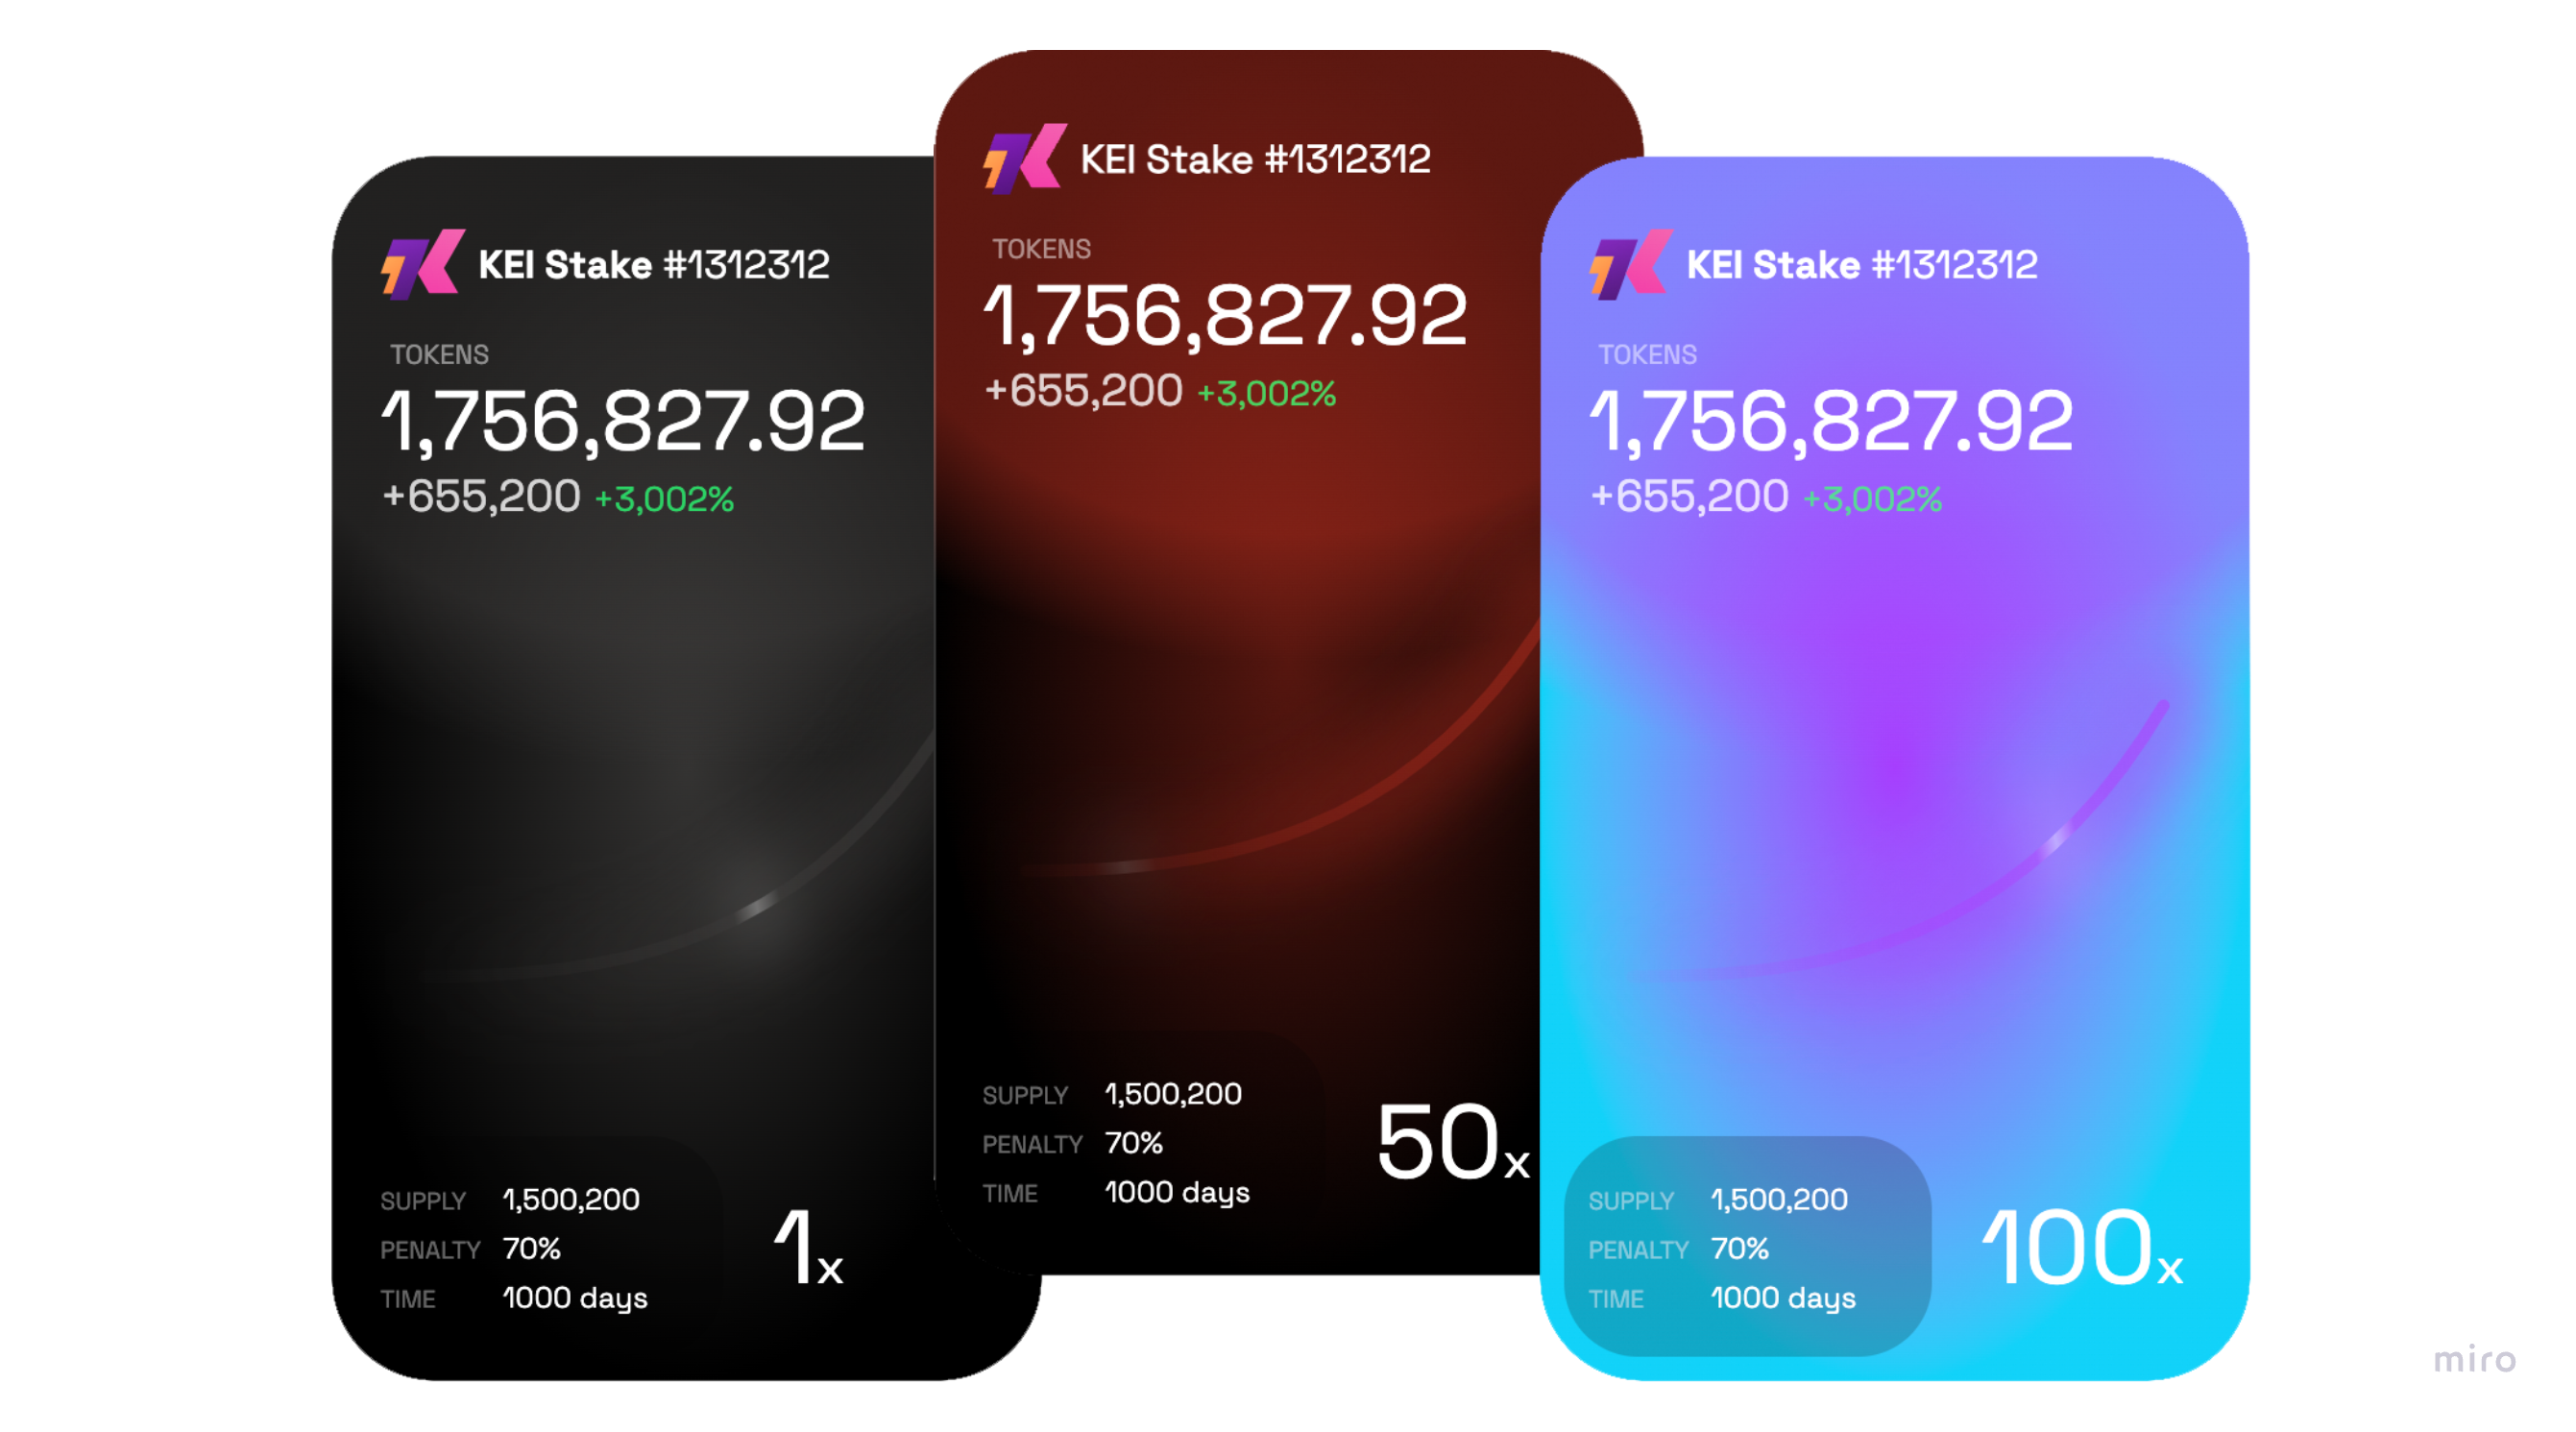 KEI Stake #1312312
TOKENS
1,756,827.92
+655,200 +3,002%
SUPPLY 1,500,200
PENALTY 70%
TIME 1000 days
1x
KEI Stake #1312312
TOKENS
1,756,827.92
+655,200 +3,002%
SUPPLY 1,500,200
PENALTY 70%
TIME 1000 days
50x
KEI Stake #1312312
TOKENS
1,756,827.92
+655,200 +3,002%
SUPPLY 1,500,200
PENALTY 70%
TIME 1000 days
100x
miro